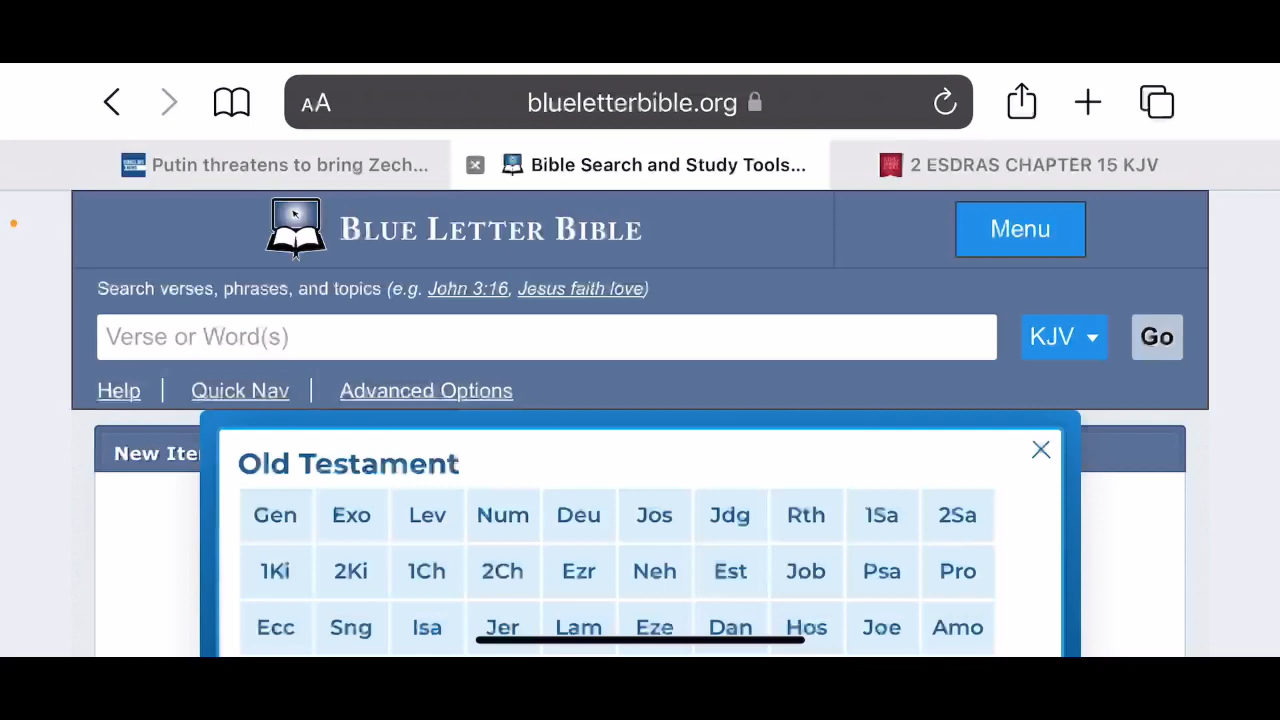 AA blueletterbible.org
Putin threatens to bring Zech... Bible Search and Study Tools... 2 ESDRAS CHAPTER 15 KJV
BLUE LETTER BIBLE Menu
Search verses, phrases, and topics (e.g. John 3:16, Jesus faith love)
Verse or Word(s) KJV Go
Help | Quick Nav | Advanced Options
New Ite
Old Testament
Gen Exo Lev Num Deu Jos Jdg Rth 1Sa 2Sa
1Ki 2Ki 1Ch 2Ch Ezr Neh Est Job Psa Pro
Ecc Sng Isa Jer Lam Eze Dan Hos Joe Amo